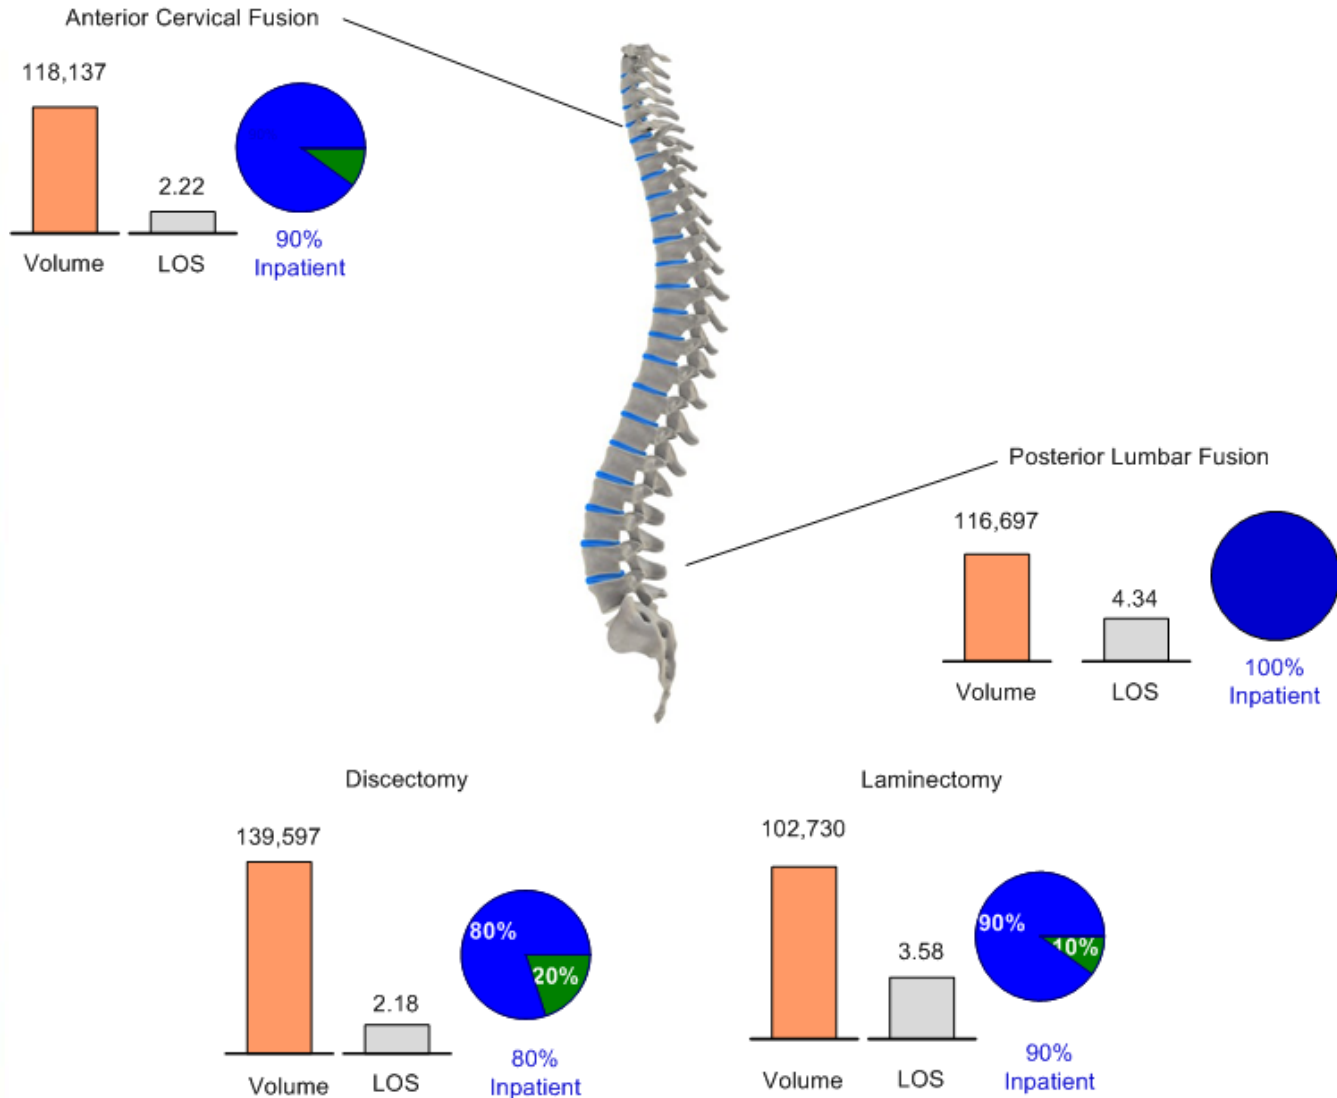 Anterior Cervical Fusion
118,137
2.22
Volume
LOS
90%
Inpatient
Posterior Lumbar Fusion
116,697
4.34
Volume
LOS
100%
Inpatient
Discectomy
139,597
2.18
80%
20%
Volume
LOS
80%
Inpatient
Laminectomy
102,730
3.58
90%
10%
Volume
LOS
90%
Inpatient